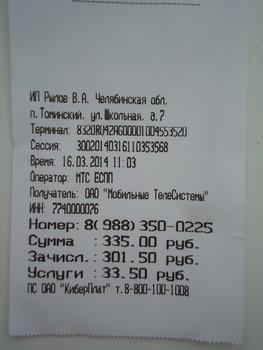 ИП Рылов В.А. Челябинская обл.
п.Томинский, ул.Школьная, д.7
Терминал: 8320RU42AG00001004553520
Сессия: 30020140316110353568
Время: 16.03.2014 11:03
Оператор: МТС ЕСПП
Получатель: ОАО "Мобильные ТелеСистемы"
ИНН: 7740000076
Номер: 8(988)350-0225
Сумма : 335.00 руб.
Зачисл.: 301.50 руб.
Услуги : 33.50 руб.
ПС ОАО "КиберПлат" т.8-800-100-1008